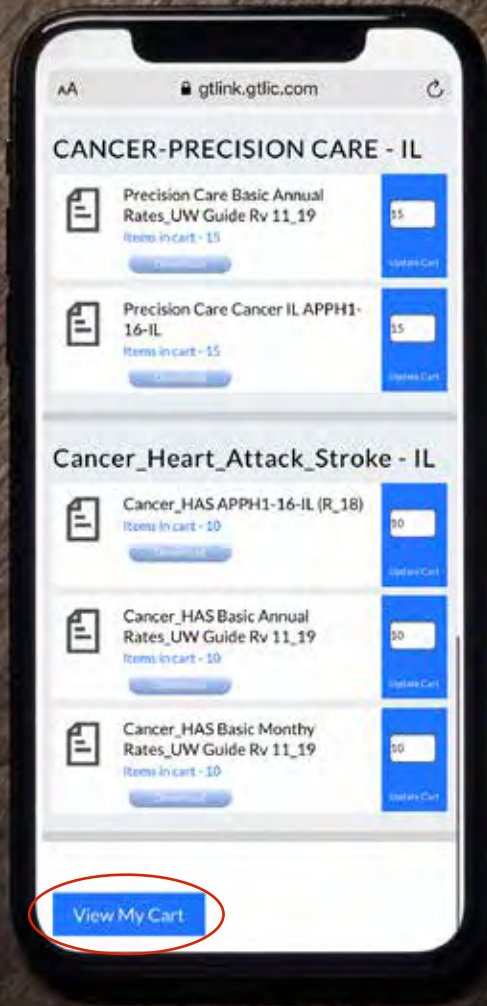 AA gtlink.gtlic.com
CANCER-PRECISION CARE - IL
Precision Care Basic Annual
Rates_UW Guide Rv 11_19
Items in cart - 15
15
Update Cart
Precision Care Cancer IL APPH1-
16-IL
Items in cart - 15
15
Update Cart
Cancer_Heart_Attack_Stroke - IL
Cancer_HAS APPH1-16-IL (R_18)
Items in cart - 10
10
Update Cart
Cancer_HAS Basic Annual
Rates_UW Guide Rv 11_19
Items in cart - 10
10
Update Cart
Cancer_HAS Basic Monthy
Rates_UW Guide Rv 11_19
Items in cart - 10
10
Update Cart
View My Cart